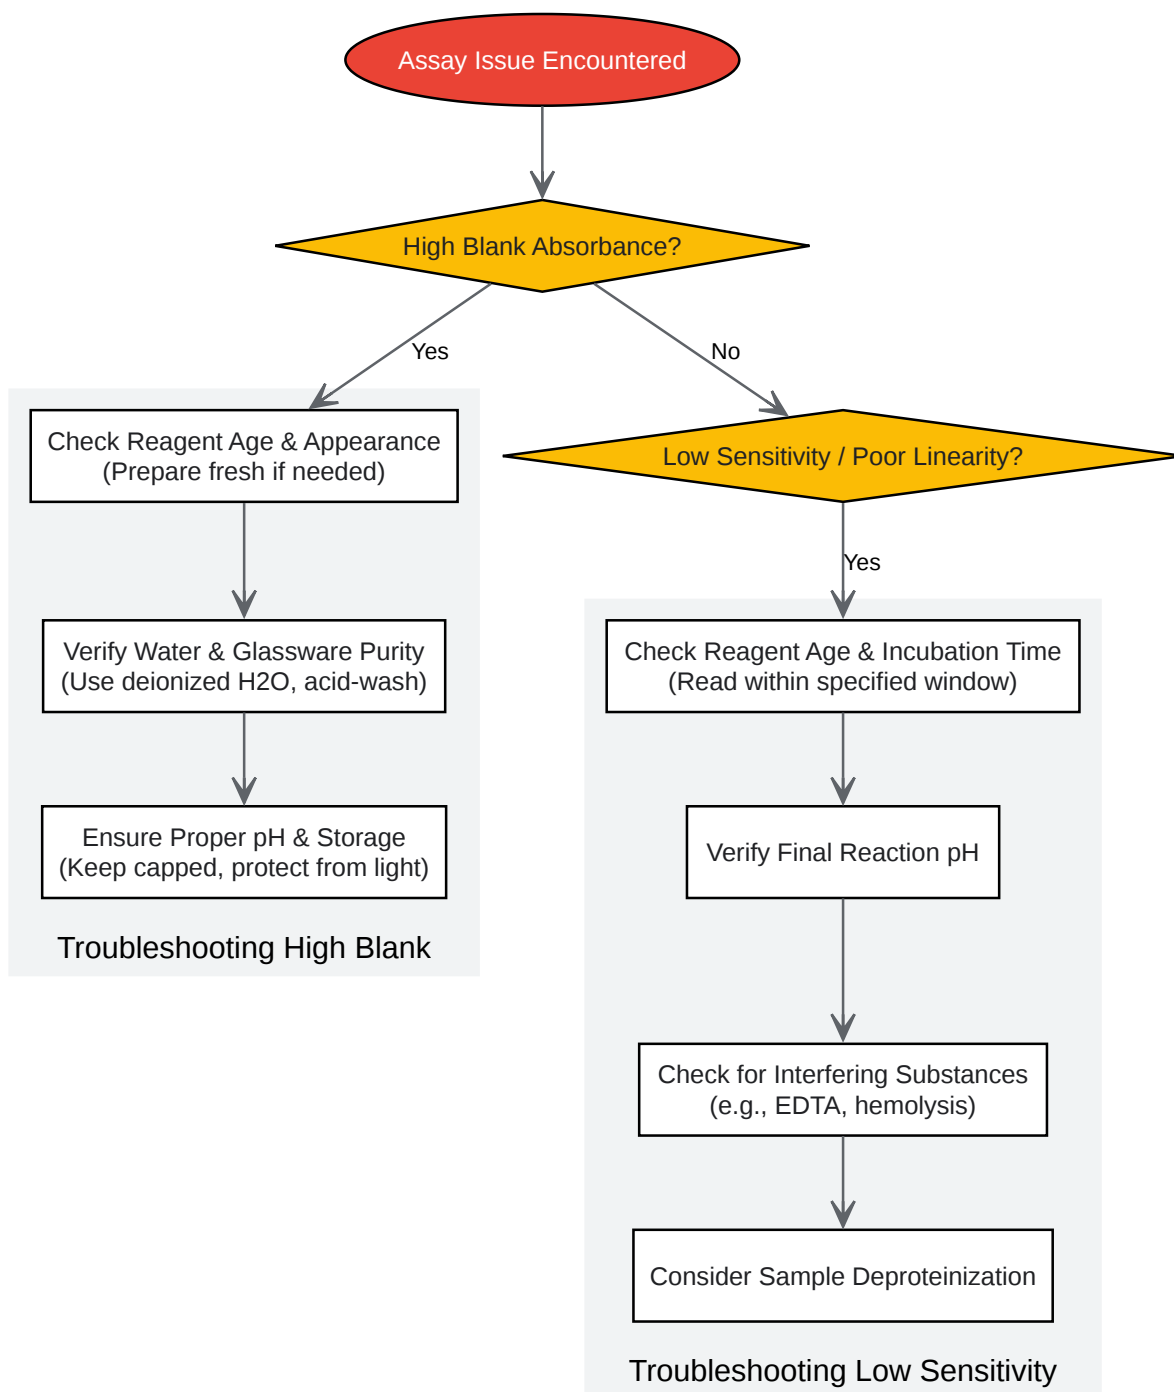 Assay Issue Encountered
High Blank Absorbance?
Yes
No
Check Reagent Age & Appearance
(Prepare fresh if needed)
Verify Water & Glassware Purity
(Use deionized H2O, acid-wash)
Ensure Proper pH & Storage
(Keep capped, protect from light)
Troubleshooting High Blank
Low Sensitivity / Poor Linearity?
Yes
Check Reagent Age & Incubation Time
(Read within specified window)
Verify Final Reaction pH
Check for Interfering Substances
(e.g., EDTA, hemolysis)
Consider Sample Deproteinization
Troubleshooting Low Sensitivity